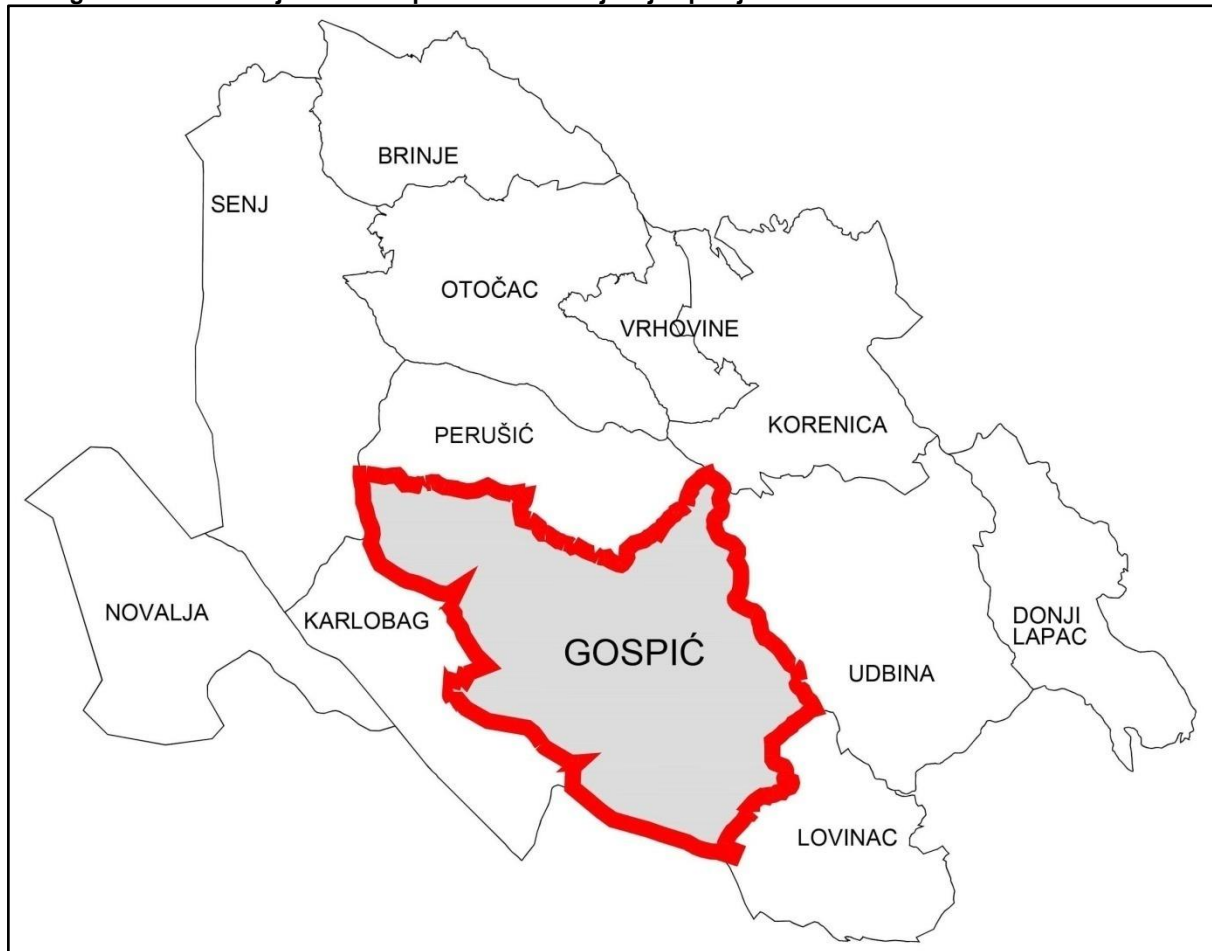 BRINJE
SENJ
OTOČAC
VRHOVINE
PERUŠIĆ
KORENICA
NOVALJA
KARLOBAG
GOSPIĆ
UDBINA
DONJI
LAPAC
LOVINAC